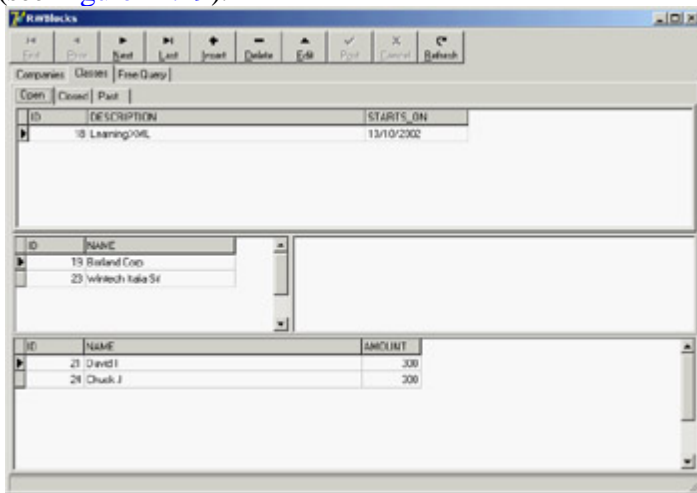 RWBlocks
First Prior Next Last Insert Delete Edit Post Cancel Refresh
Companies Classes Free Query
Open Closed Past
ID DESCRIPTION STARTS_ON
18 Learning XML 13/10/2002
ID NAME
19 Borland Corp
23 Wintech Italia Srl
ID NAME AMOUNT
21 David I 300
24 Chuck J 300